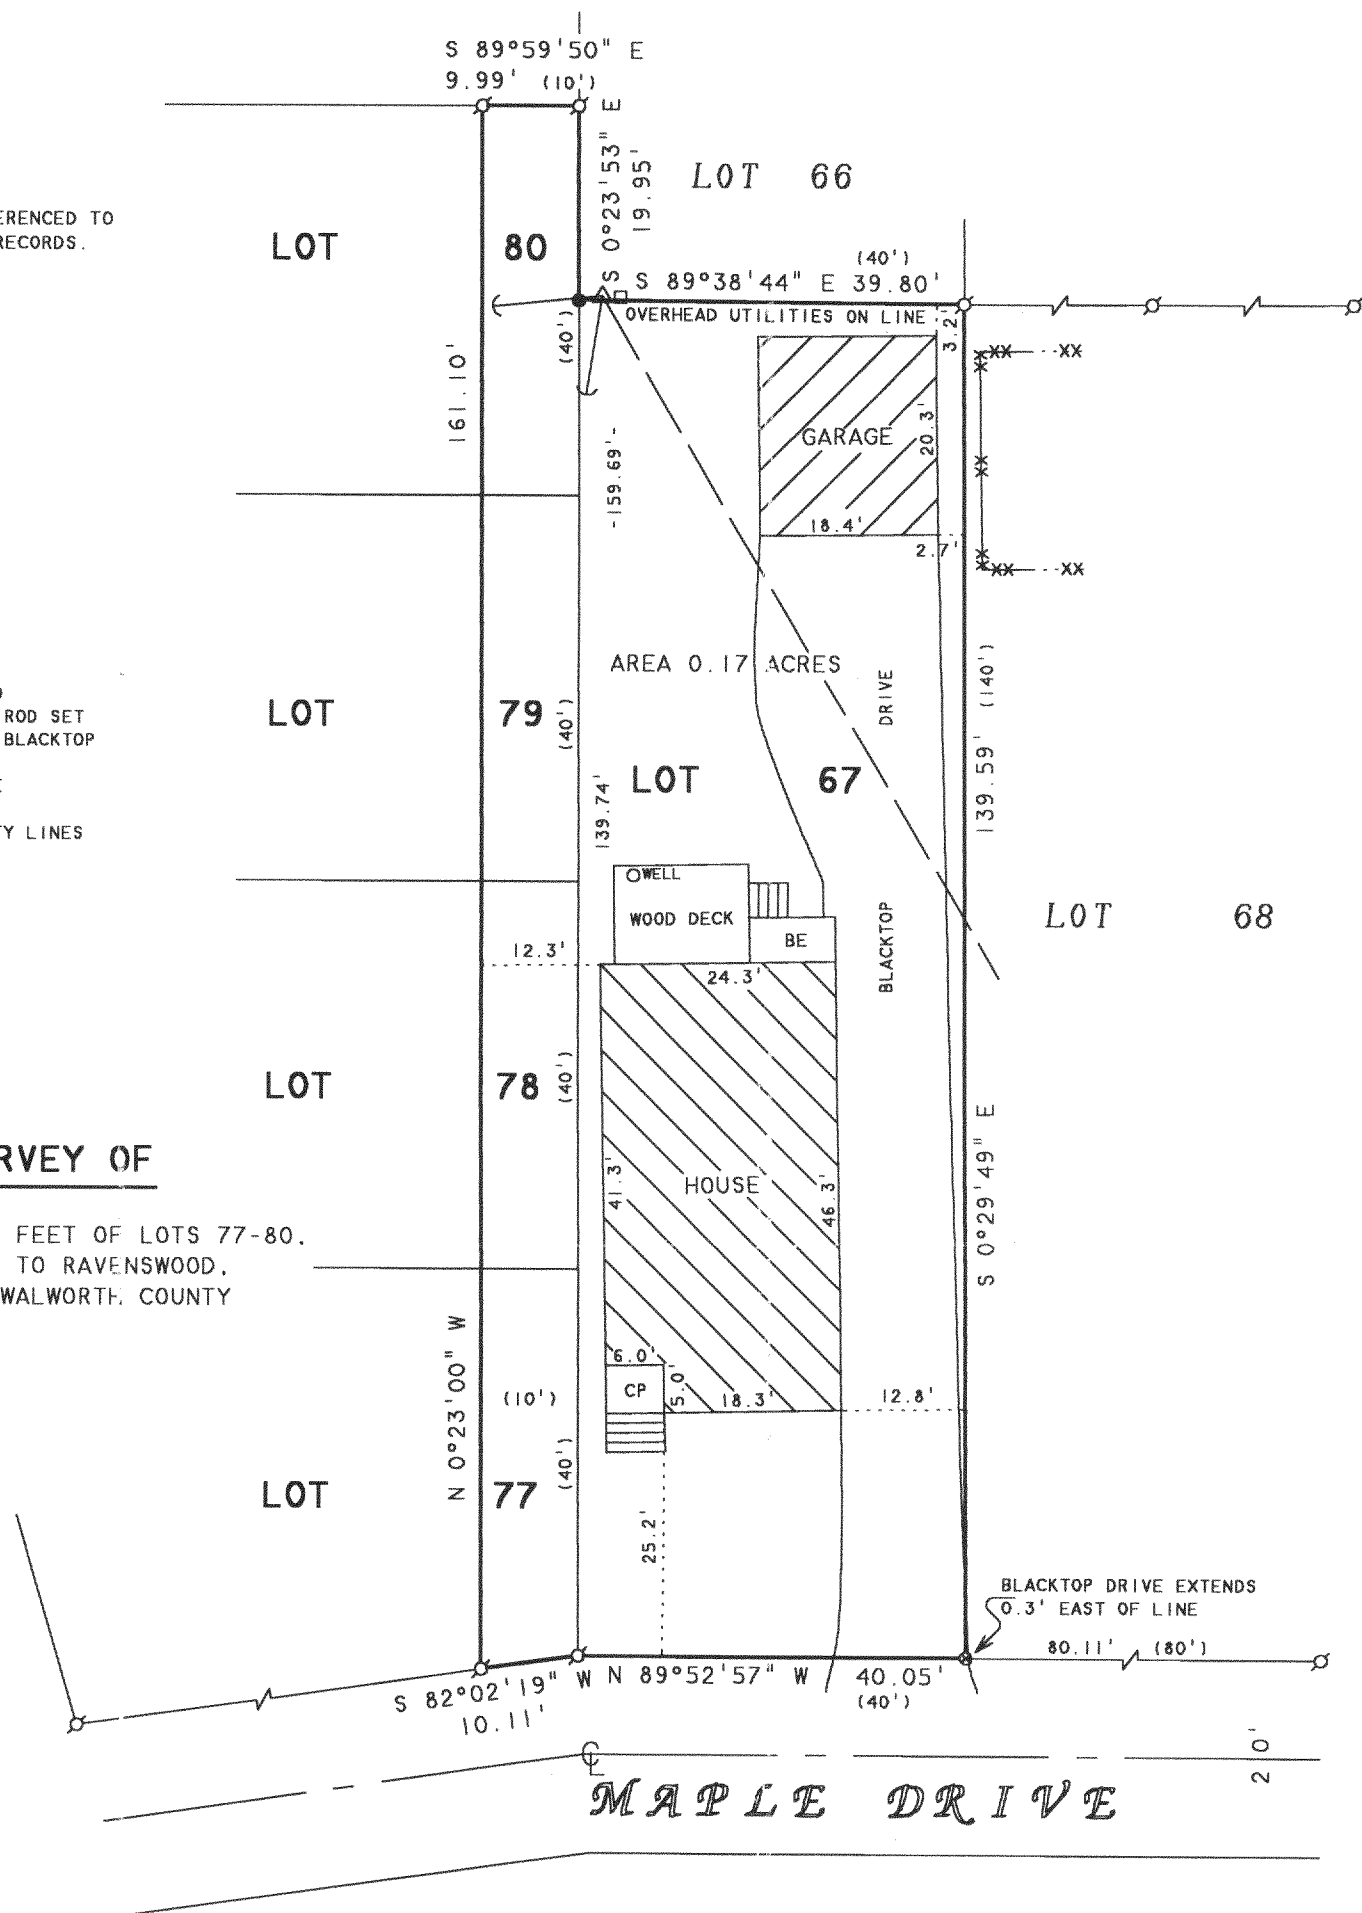 S 89°59'50" E
9.99' (10')
S 0°23'53" E
19.95'
LOT 66
ERENCED TO
RECORDS.
LOT 80
(40')
S 89°38'44" E 39.80'
OVERHEAD UTILITIES ON LINE
3.2'
(40')
161.10'
XX XX
GARAGE
20.3'
-159.69'-
18.4'
2.7'
XX XX
AREA 0.17 ACRES
DRIVE
139.59' (140')
ROD SET
BLACKTOP
LOT 79
(40')
LOT 67
139.74'
TY LINES
WELL
WOOD DECK
BE
BLACKTOP
LOT 68
12.3'
24.3'
LOT 78
(40')
RVEY OF
41.3'
HOUSE
46.3'
S 0°29'49" E
FEET OF LOTS 77-80,
TO RAVENSWOOD,
WALWORTH COUNTY
N 0°23'00" W
6.0'
CP
5.0'
18.3'
12.8'
(10')
(40')
LOT 77
25.2'
BLACKTOP DRIVE EXTENDS
0.3' EAST OF LINE
80.11' (80')
S 82°02'19" W
10.11'
N 89°52'57" W 40.05'
(40')
CL
20'
MAPLE DRIVE